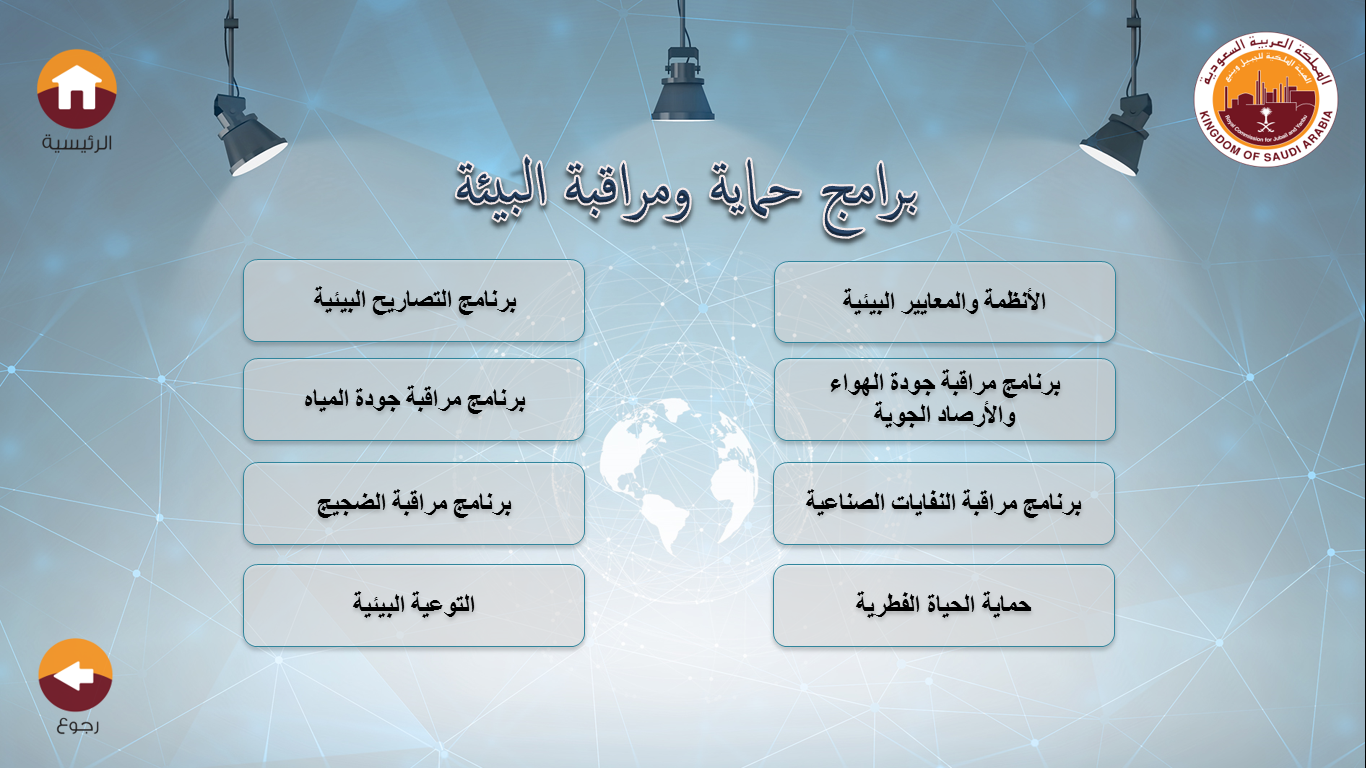 المملكة العربية السعودية
الهيئة الملكية للجبيل وينبع
Royal Commission for Jubail and Yanbu
KINGDOM OF SAUDI ARABIA
الرئيسية
برامج حماية ومراقبة البيئة
الأنظمة والمعايير البيئية
برنامج التصاريح البيئية
برنامج مراقبة جودة الهواء
والأرصاد الجوية
برنامج مراقبة جودة المياه
برنامج مراقبة النفايات الصناعية
برنامج مراقبة الضجيج
حماية الحياة الفطرية
التوعية البيئية
رجوع